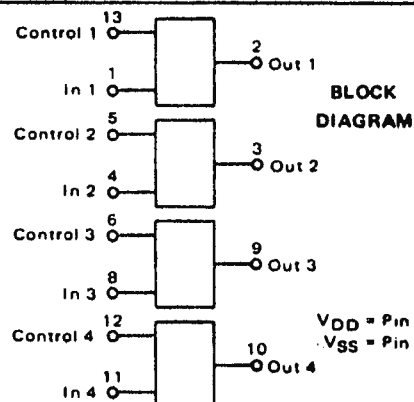 13
Control 1
2
Out 1
1
In 1
BLOCK
DIAGRAM
5
Control 2
3
Out 2
4
In 2
6
Control 3
9
Out 3
8
In 3
VDD = Pin
VSS = Pin
12
Control 4
10
Out 4
11
In 4